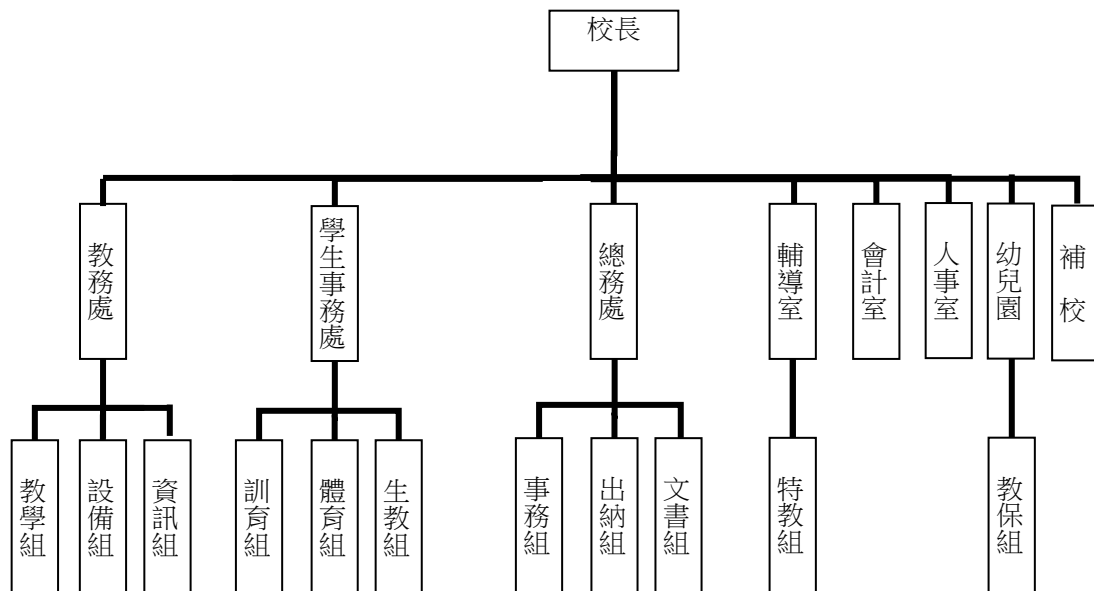 校長
教務處
學生事務處
總務處
輔導室
會計室
人事室
幼兒園
補校
教學組
設備組
資訊組
訓育組
體育組
生教組
事務組
出納組
文書組
特教組
教保組